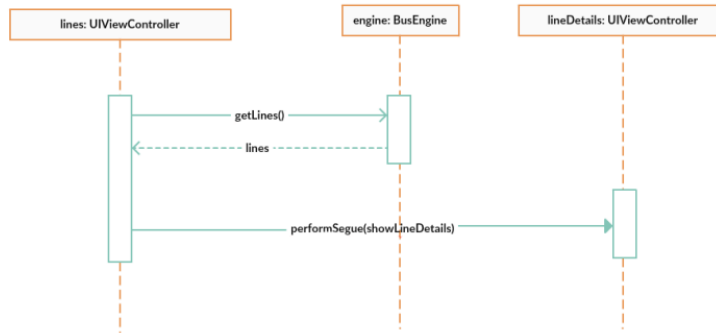 lines: UIViewController
engine: BusEngine
lineDetails: UIViewController
getLines()
lines
performSegue(showLineDetails)